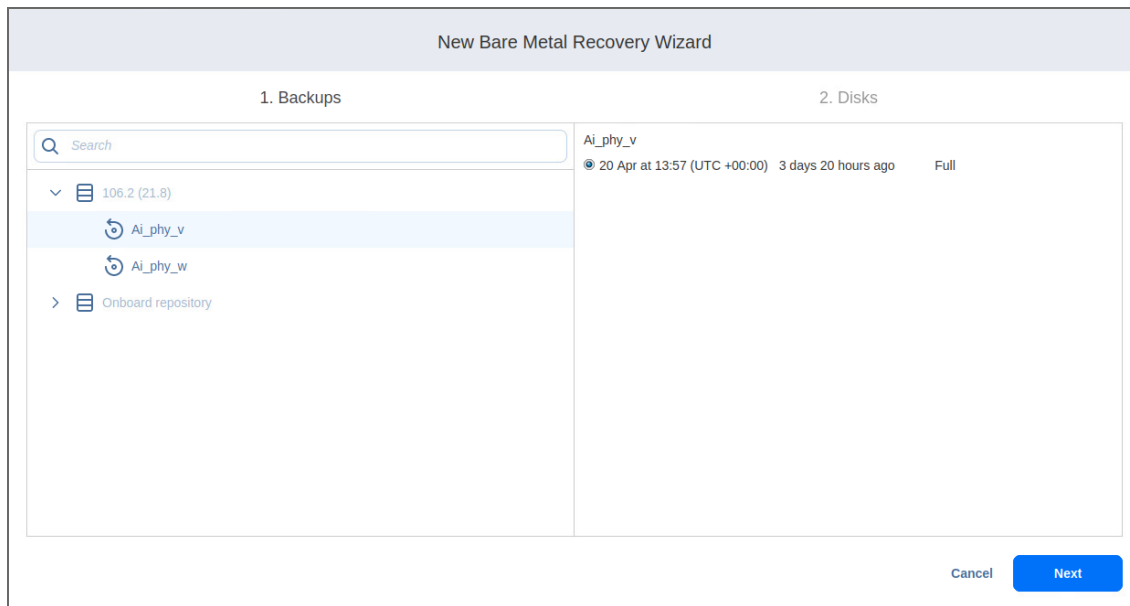 New Bare Metal Recovery Wizard
1. Backups
2. Disks
Search
106.2 (21.8)
Ai_phy_v
Ai_phy_w
Onboard repository
Ai_phy_v
20 Apr at 13:57 (UTC +00:00) 3 days 20 hours ago Full
Cancel
Next